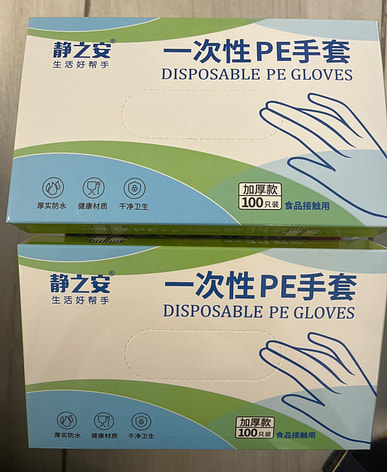 静之安®
生活好帮手
一次性PE手套
DISPOSABLE PE GLOVES
厚实防水
健康材质
干净卫生
加厚款
100只装
食品接触用
静之安®
生活好帮手
一次性PE手套
DISPOSABLE PE GLOVES
厚实防水
健康材质
干净卫生
加厚款
100只装
食品接触用